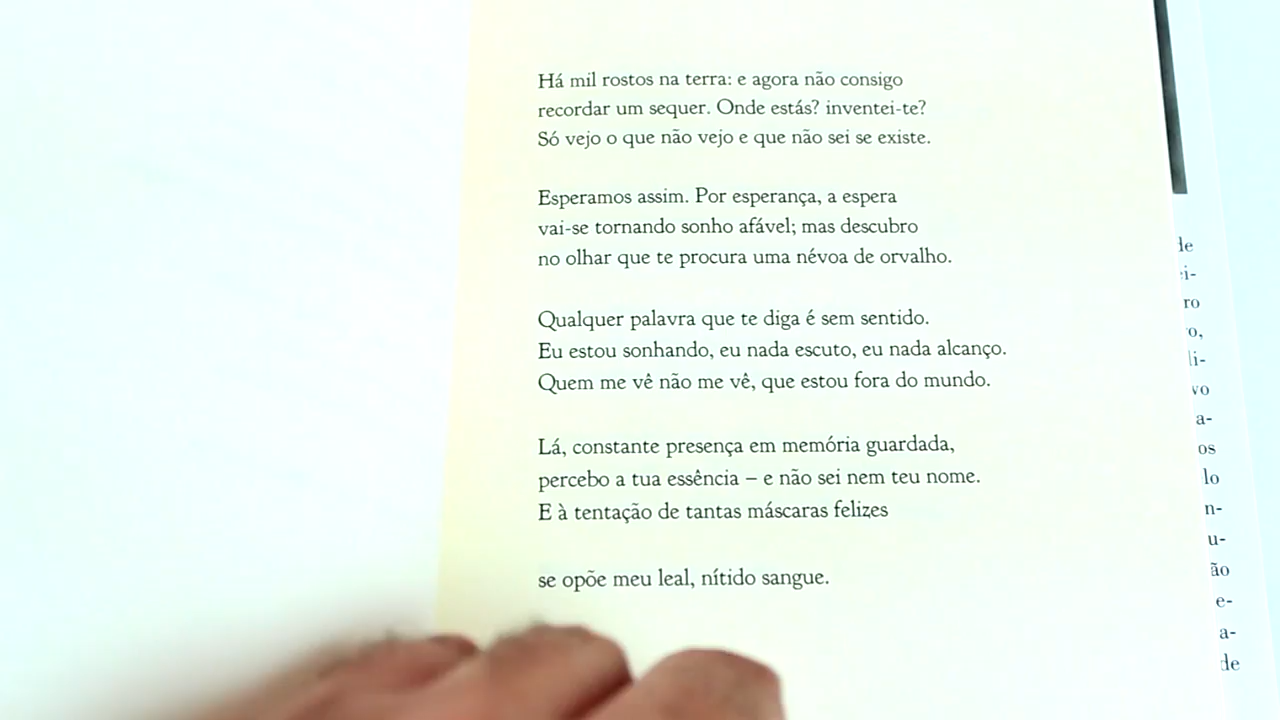 Há mil rostos na terra: e agora não consigo
recordar um sequer. Onde estás? inventei-te?
Só vejo o que não vejo e que não sei se existe.
Esperamos assim. Por esperança, a espera
vai-se tornando sonho afável; mas descubro
no olhar que te procura uma névoa de orvalho.
Qualquer palavra que te diga é sem sentido.
Eu estou sonhando, eu nada escuto, eu nada alcanço.
Quem me vê não me vê, que estou fora do mundo.
Lá, constante presença em memória guardada,
percebo a tua essência – e não sei nem teu nome.
E à tentação de tantas máscaras felizes
se opõe meu leal, nítido sangue.